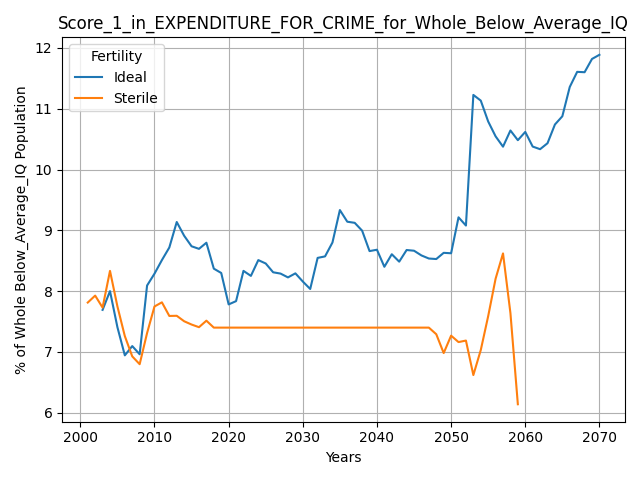 Score_1_in_EXPENDITURE_FOR_CRIME_for_Whole_Below_Average_IQ
% of Whole Below_Average_IQ Population
12
11
10
9
8
7
6
Fertility
Ideal
Sterile
2000 2010 2020 2030 2040 2050 2060 2070
Years